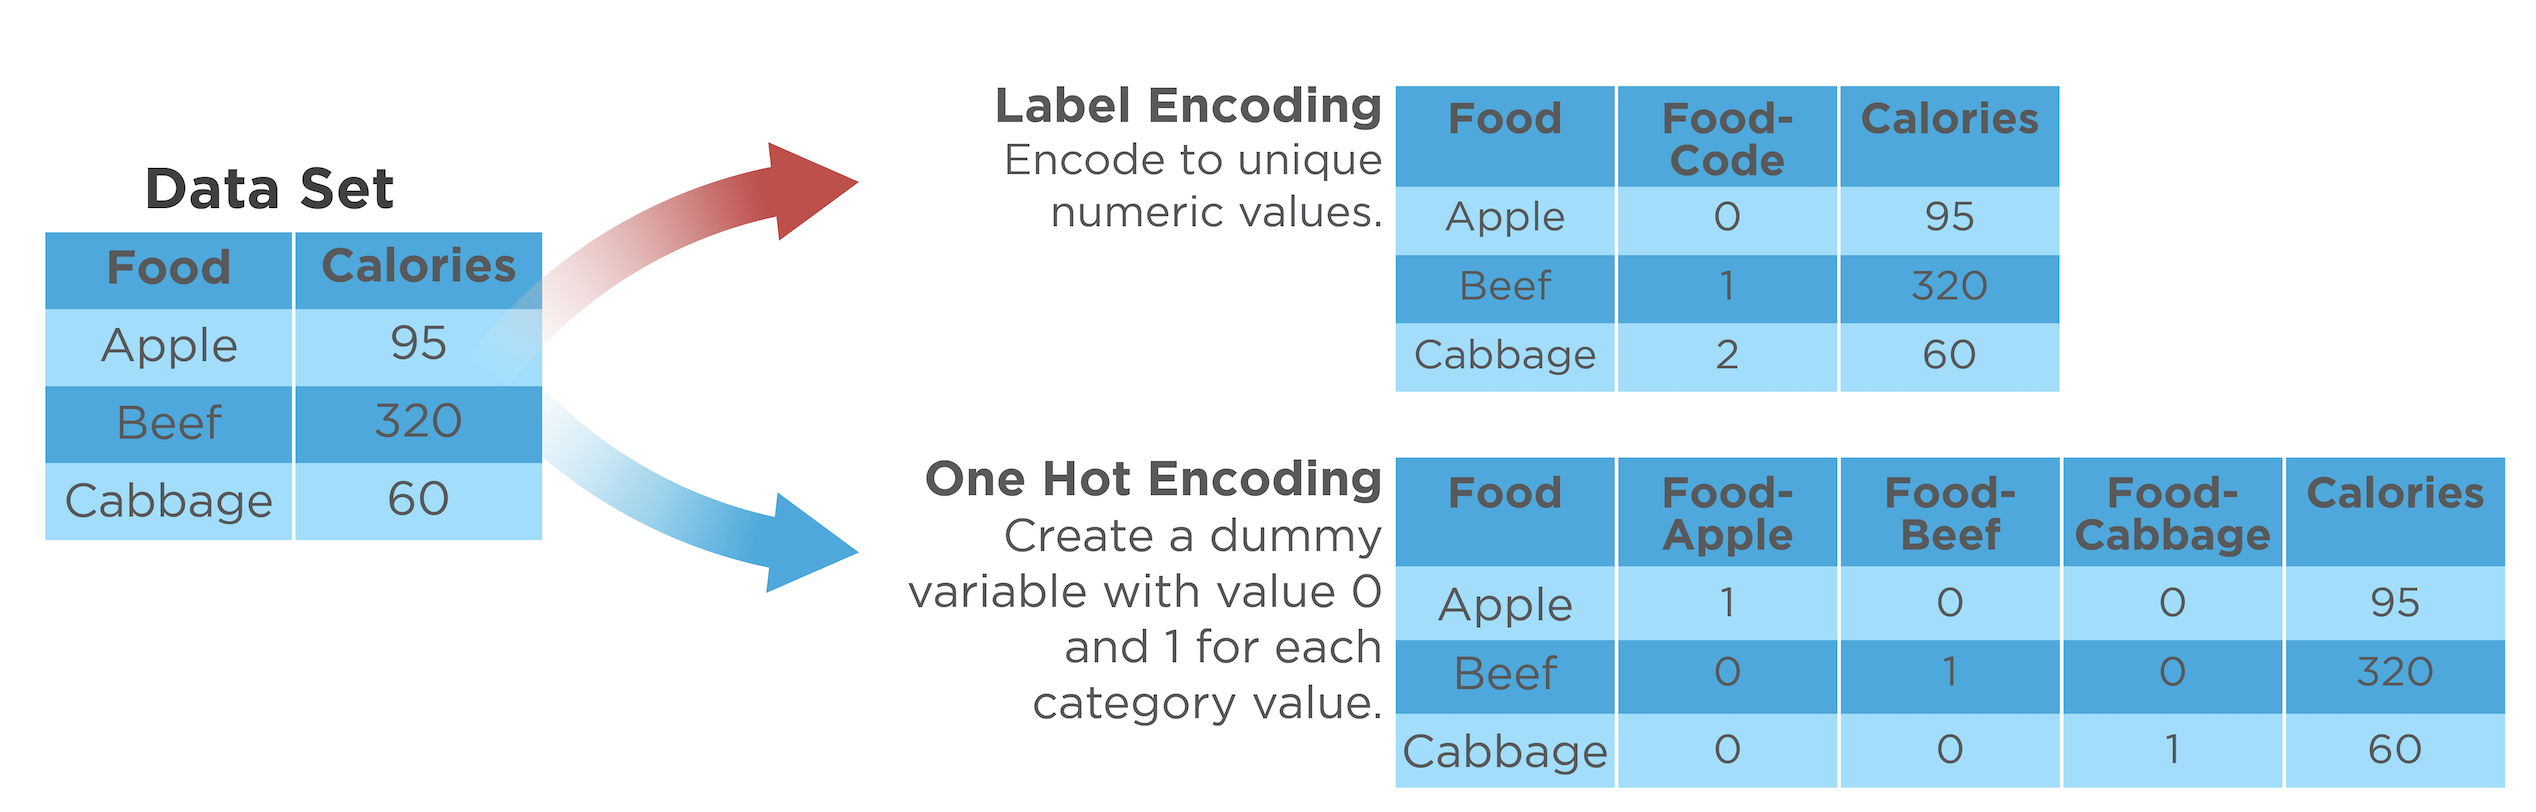 Data Set
Food Calories
Apple 95
Beef 320
Cabbage 60
Label Encoding
Encode to unique
numeric values.
Food Food- Calories
Code
Apple 0 95
Beef 1 320
Cabbage 2 60
One Hot Encoding
Create a dummy
variable with value 0
and 1 for each
category value.
Food Food- Food- Food- Calories
Apple Beef Cabbage
Apple 1 0 0 95
Beef 0 1 0 320
Cabbage 0 0 1 60